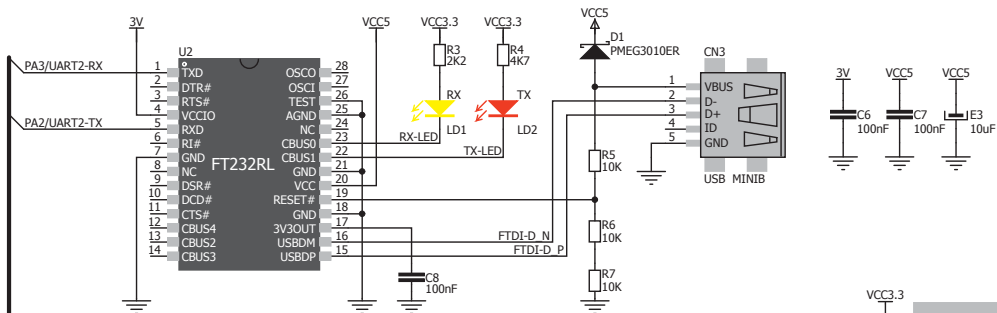 3V
VCC5
VCC3.3
VCC3.3
VCC5
U2
R3
2K2
R4
4K7
D1
PMEG3010ER
CN3
PA3/UART2-RX
1 TXD OSCO 28
2 DTR# OSCI 27
3 RTS# TEST 26
4 VCCIO AGND 25
PA2/UART2-TX
5 RXD NC 24
6 RI# CBUS0 23
7 GND CBUS1 22
8 NC GND 21
9 DSR# VCC 20
10 DCD# RESET# 19
11 CTS# GND 18
12 CBUS4 3V3OUT 17
13 CBUS2 USBDM 16
14 CBUS3 USBDP 15
FT232RL
RX
LD1
RX-LED
TX
LD2
TX-LED
1 VBUS
2 D-
3 D+
4 ID
5 GND
USB MINIB
R5
10K
R6
10K
R7
10K
FTDI-D_N
FTDI-D_P
C8
100nF
3V
VCC5
VCC5
C6
100nF
C7
100nF
E3
10uF
VCC3.3